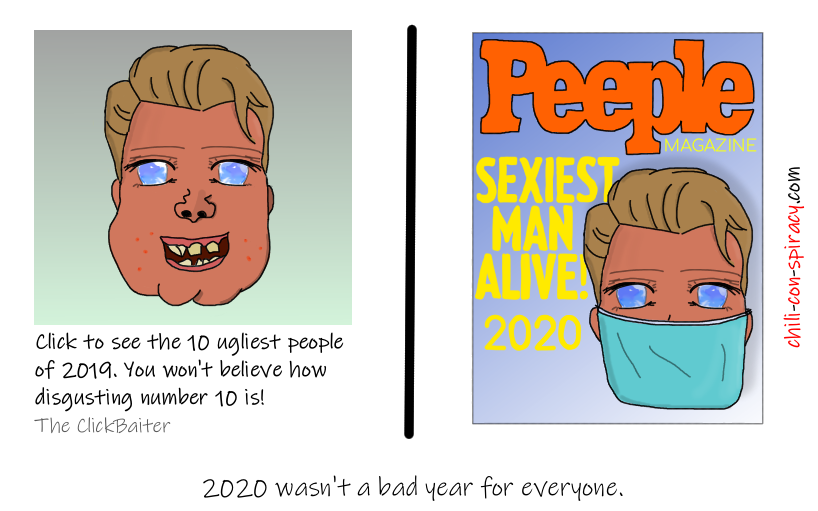 Click to see the 10 ugliest people
of 2019. You won't believe how
disgusting number 10 is!
The ClickBaiter
Peeple
MAGAZINE
SEXIEST
MAN
ALIVE!
2020
chili-con-spiracy.com
2020 wasn't a bad year for everyone.